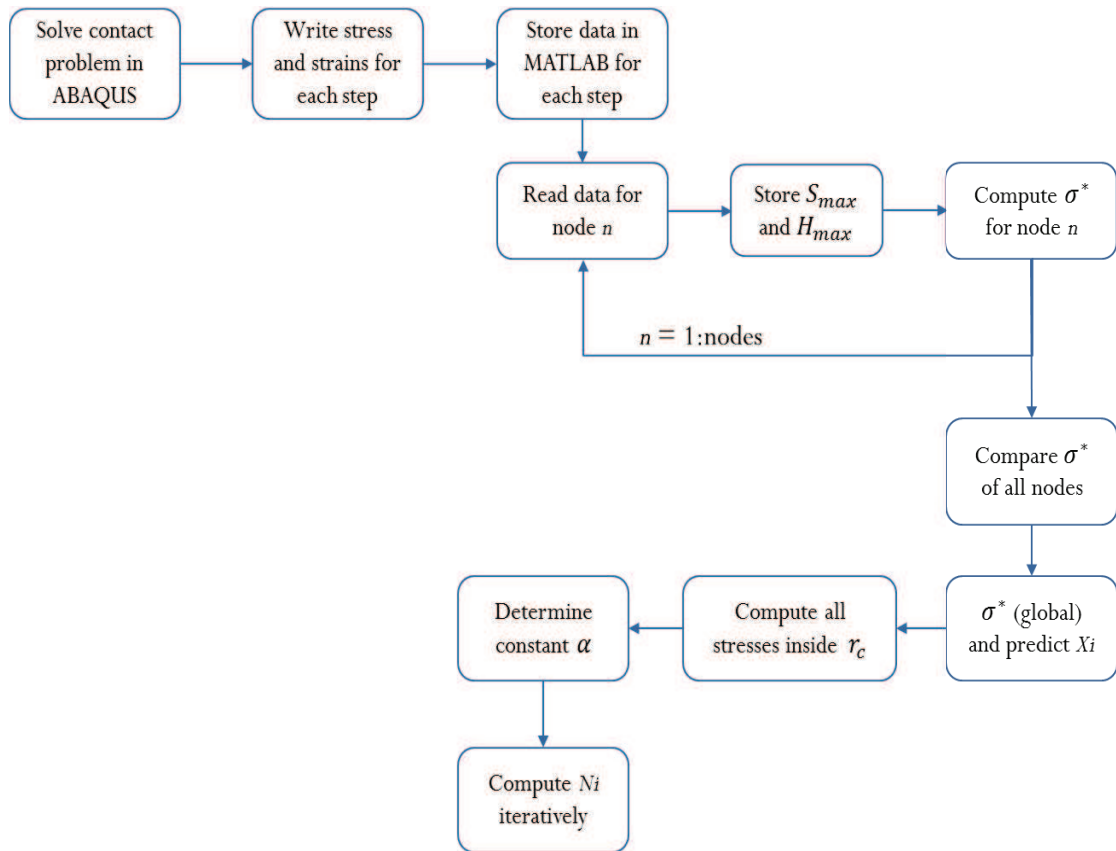 Solve contact
problem in
ABAQUS
Write stress
and strains for
each step
Store data in
MATLAB for
each step
Read data for
node n
Store S_max
and H_max
Compute σ*
for node n
n = 1:nodes
Compare σ*
of all nodes
σ* (global)
and predict Xi
Compute all
stresses inside r_c
Determine
constant α
Compute Ni
iteratively